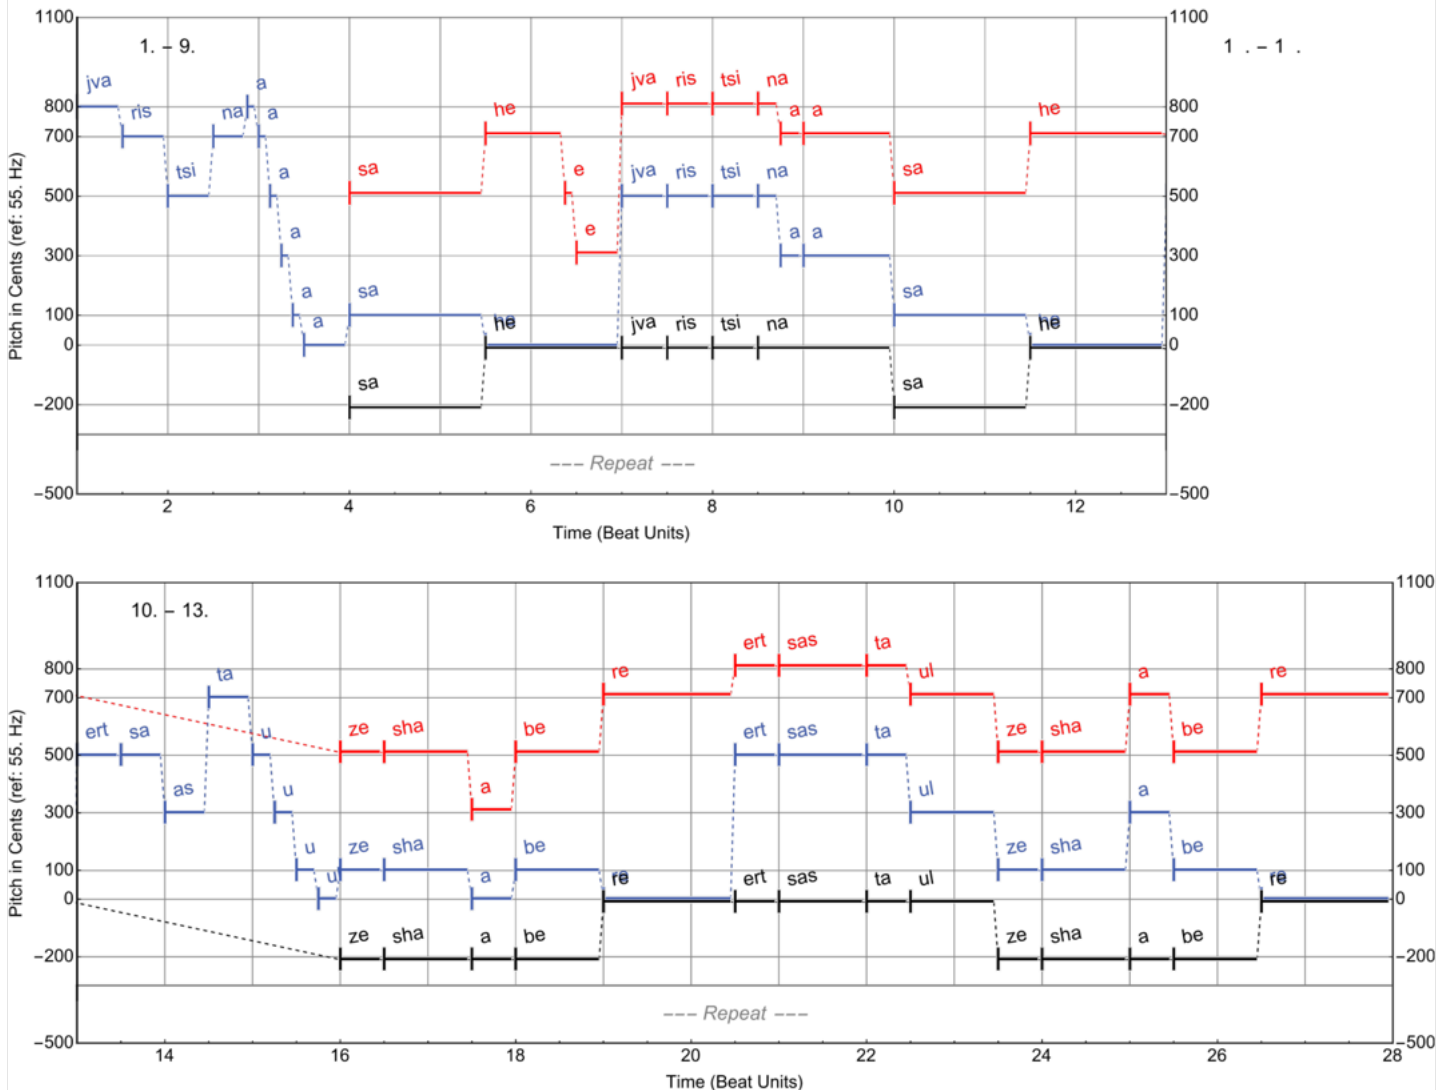 1100 1100
1. – 9. 1 . – 1 .
jva ris tsi na a a a a a a
sa he e e jva ris tsi na a a sa he
sa jva ris tsi na a a sa
sa he jva ris tsi na sa he
800 800
700 700
500 500
300 300
100 100
0 0
−200 −200
−500 −500
Pitch in Cents (ref: 55. Hz)
--- Repeat ---
2 4 6 8 10 12
Time (Beat Units)
1100 1100
10. – 13.
ert sa as ta u u u u
ze sha a be re ert sas ta ul ze sha a be re
ze sha a be ert sas ta ul ze sha a be
ze sha a be re ert sas ta ul ze sha a be re
800 800
700 700
500 500
300 300
100 100
0 0
−200 −200
−500 −500
Pitch in Cents (ref: 55. Hz)
--- Repeat ---
14 16 18 20 22 24 26 28
Time (Beat Units)